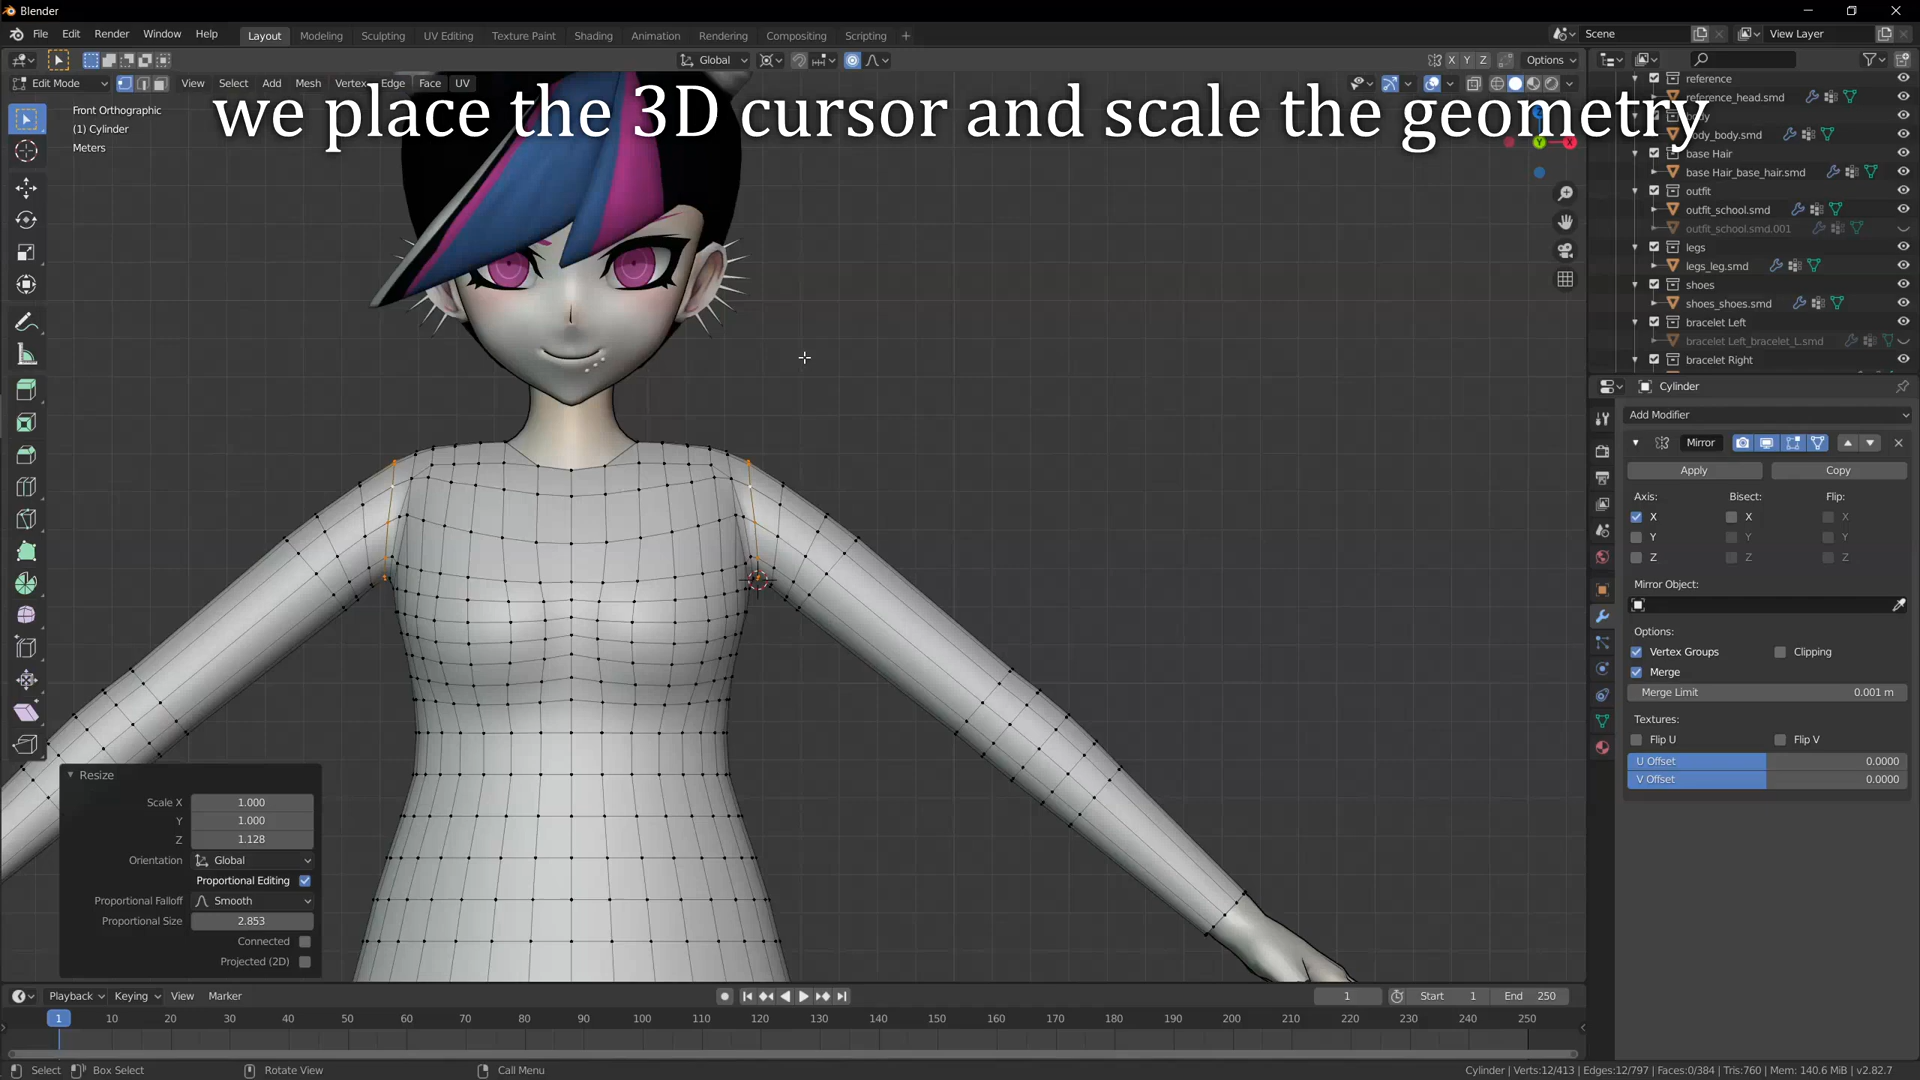 Blender
File Edit Render Window Help
Layout Modeling Sculpting UV Editing Texture Paint Shading Animation Rendering Compositing Scripting +
Scene
View Layer
Global
X Y Z Options
Edit Mode
View Select Add Mesh Vertex Edge Face UV
we place the 3D cursor and scale the geometry
Front Orthographic
(1) Cylinder
Meters
Y
X
reference
reference_head.smd
body_body.smd
base Hair
base Hair_base_hair.smd
outfit
outfit_school.smd
outfit_school.smd.001
legs
legs_leg.smd
shoes
shoes_shoes.smd
bracelet Left
bracelet Left_bracelet_L.smd
bracelet Right
Cylinder
Add Modifier
Mirror
Apply Copy
Axis: Bisect: Flip:
X X X
Y Y Y
Z Z Z
Mirror Object:
Options:
Vertex Groups Clipping
Merge
Merge Limit 0.001 m
Textures:
Flip U Flip V
U Offset 0.0000
V Offset 0.0000
Resize
Scale X 1.000
Y 1.000
Z 1.128
Orientation Global
Proportional Editing
Proportional Falloff Smooth
Proportional Size 2.853
Connected
Projected (2D)
Playback Keying View Marker
1 Start 1 End 250
1 10 20 30 40 50 60 70 80 90 100 110 120 130 140 150 160 170 180 190 200 210 220 230 240 250
Select Box Select Rotate View Call Menu
Cylinder | Verts:12/413 | Edges:12/797 | Faces:0/384 | Tris:760 | Mem: 140.6 MiB | v2.82.7